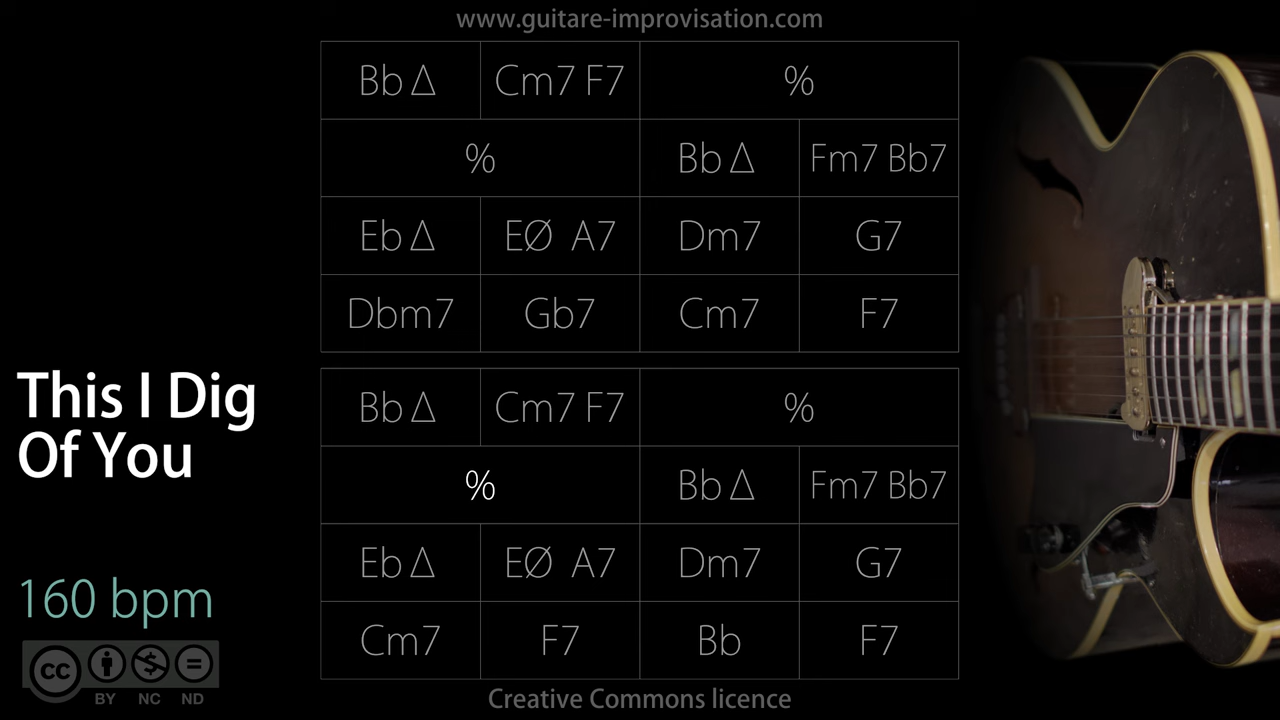 www.guitare-improvisation.com
Bb Δ Cm7 F7 %
% Bb Δ Fm7 Bb7
Eb Δ EØ A7 Dm7 G7
Dbm7 Gb7 Cm7 F7
Bb Δ Cm7 F7 %
% Bb Δ Fm7 Bb7
Eb Δ EØ A7 Dm7 G7
Cm7 F7 Bb F7
This I Dig
Of You
160 bpm
cc
BY NC ND
Creative Commons licence